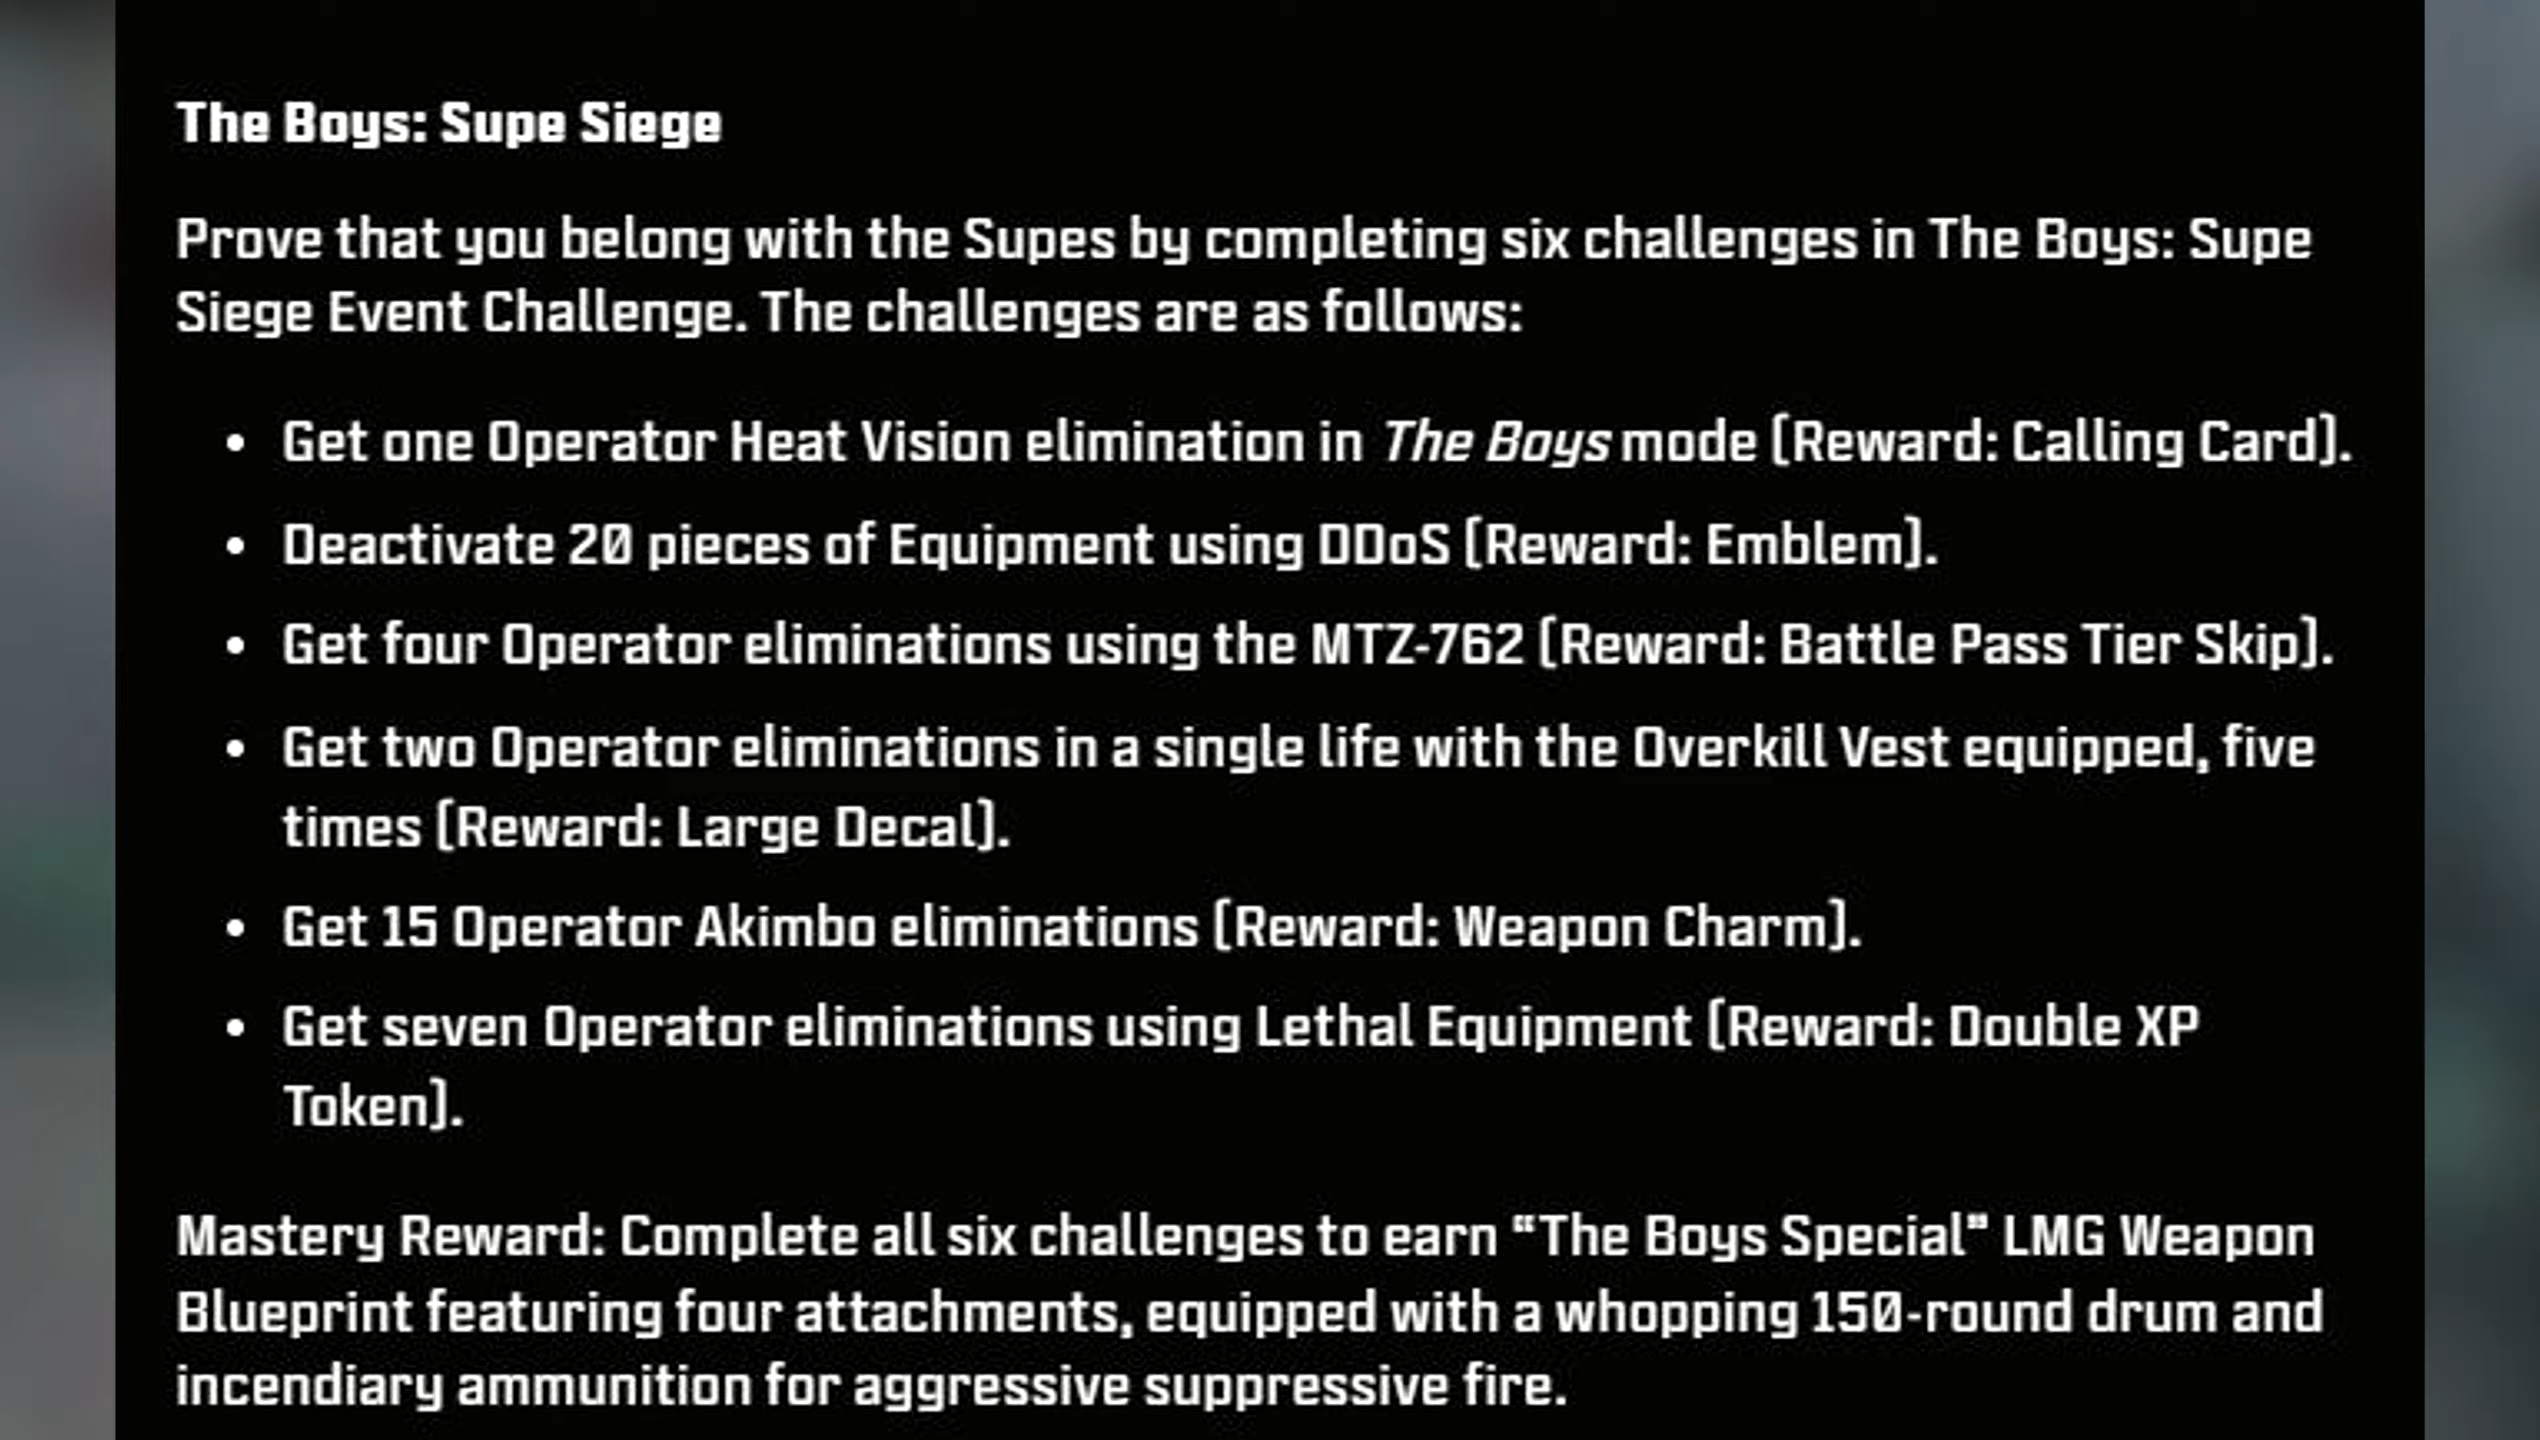 The Boys: Supe Siege
Prove that you belong with the Supes by completing six challenges in The Boys: Supe
Siege Event Challenge. The challenges are as follows:
• Get one Operator Heat Vision elimination in The Boys mode (Reward: Calling Card).
• Deactivate 20 pieces of Equipment using DDoS (Reward: Emblem).
• Get four Operator eliminations using the MTZ-762 (Reward: Battle Pass Tier Skip).
• Get two Operator eliminations in a single life with the Overkill Vest equipped, five
times (Reward: Large Decal).
• Get 15 Operator Akimbo eliminations (Reward: Weapon Charm).
• Get seven Operator eliminations using Lethal Equipment (Reward: Double XP
Token).
Mastery Reward: Complete all six challenges to earn “The Boys Special” LMG Weapon
Blueprint featuring four attachments, equipped with a whopping 150-round drum and
incendiary ammunition for aggressive suppressive fire.